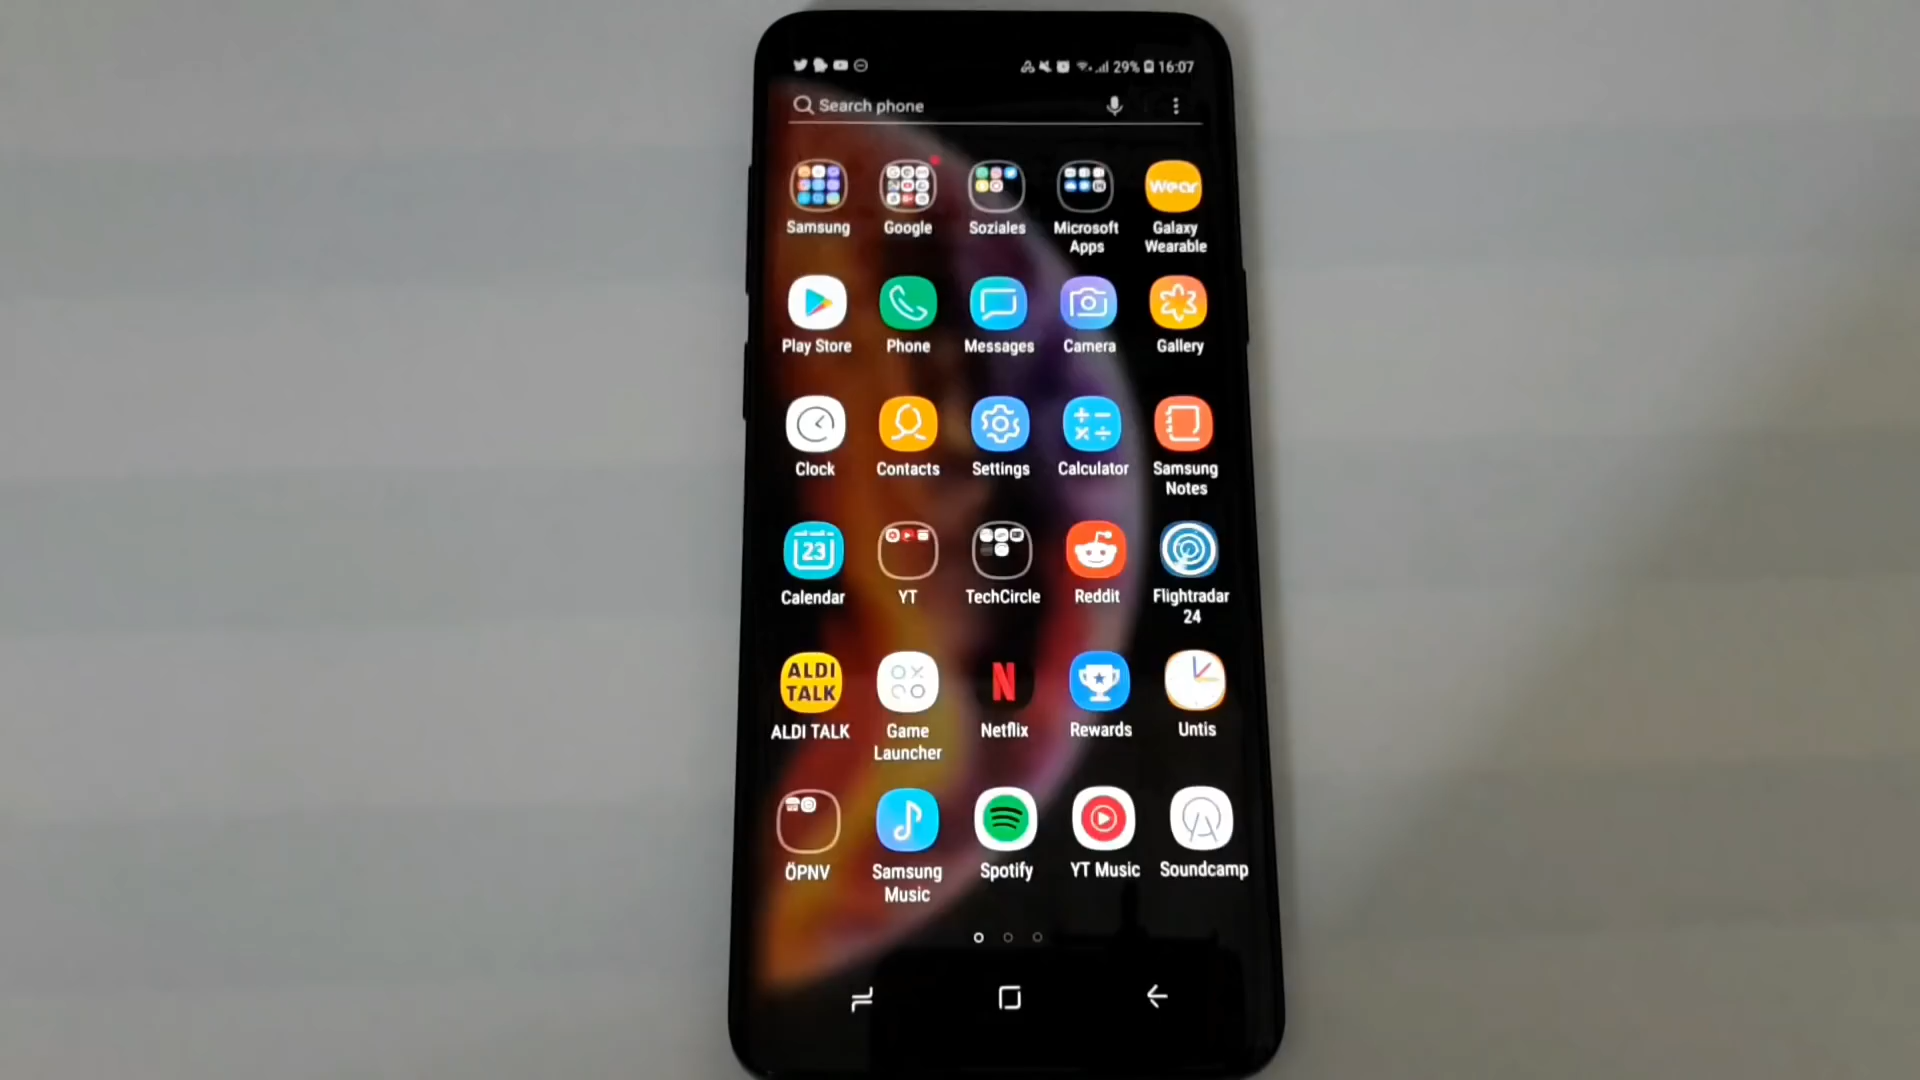 29% 16:07
Search phone
Wear
Samsung Google Soziales Microsoft Apps Galaxy Wearable
Play Store Phone Messages Camera Gallery
Clock Contacts Settings Calculator Samsung Notes
23
Calendar YT TechCircle Reddit Flightradar 24
ALDI TALK
N
ALDI TALK Game Launcher Netflix Rewards Untis
ÖPNV Samsung Music Spotify YT Music Soundcamp